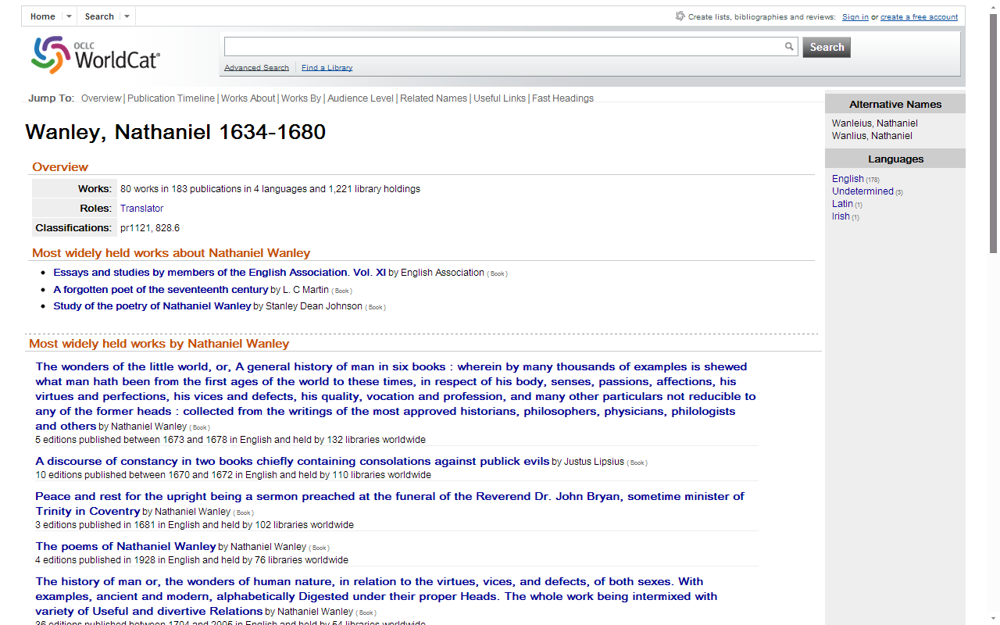 Home Search Create lists, bibliographies and reviews: Sign in or create a free account
OCLC
WorldCat®
Search
Advanced Search Find a Library
Jump To: Overview | Publication Timeline | Works About | Works By | Audience Level | Related Names | Useful Links | Fast Headings
Wanley, Nathaniel 1634-1680
Overview
Works: 80 works in 183 publications in 4 languages and 1,221 library holdings
Roles: Translator
Classifications: pr1121, 828.6
Most widely held works about Nathaniel Wanley
Essays and studies by members of the English Association. Vol. XI by English Association ( Book )
A forgotten poet of the seventeenth century by L. C Martin ( Book )
Study of the poetry of Nathaniel Wanley by Stanley Dean Johnson ( Book )
Most widely held works by Nathaniel Wanley
The wonders of the little world, or, A general history of man in six books : wherein by many thousands of examples is shewed
what man hath been from the first ages of the world to these times, in respect of his body, senses, passions, affections, his
virtues and perfections, his vices and defects, his quality, vocation and profession, and many other particulars not reducible to
any of the former heads : collected from the writings of the most approved historians, philosophers, physicians, philologists
and others by Nathaniel Wanley ( Book )
5 editions published between 1673 and 1678 in English and held by 132 libraries worldwide
A discourse of constancy in two books chiefly containing consolations against publick evils by Justus Lipsius ( Book )
10 editions published between 1670 and 1672 in English and held by 110 libraries worldwide
Peace and rest for the upright being a sermon preached at the funeral of the Reverend Dr. John Bryan, sometime minister of
Trinity in Coventry by Nathaniel Wanley ( Book )
3 editions published in 1681 in English and held by 102 libraries worldwide
The poems of Nathaniel Wanley by Nathaniel Wanley ( Book )
4 editions published in 1928 in English and held by 76 libraries worldwide
The history of man or, the wonders of human nature, in relation to the virtues, vices, and defects, of both sexes. With
examples, ancient and modern, alphabetically Digested under their proper Heads. The whole work being intermixed with
variety of Useful and divertive Relations by Nathaniel Wanley ( Book )
36 editions published between 1704 and 2005 in English and held by 54 libraries worldwide
Alternative Names
Wanleius, Nathaniel
Wanlius, Nathaniel
Languages
English (178)
Undetermined (3)
Latin (1)
Irish (1)